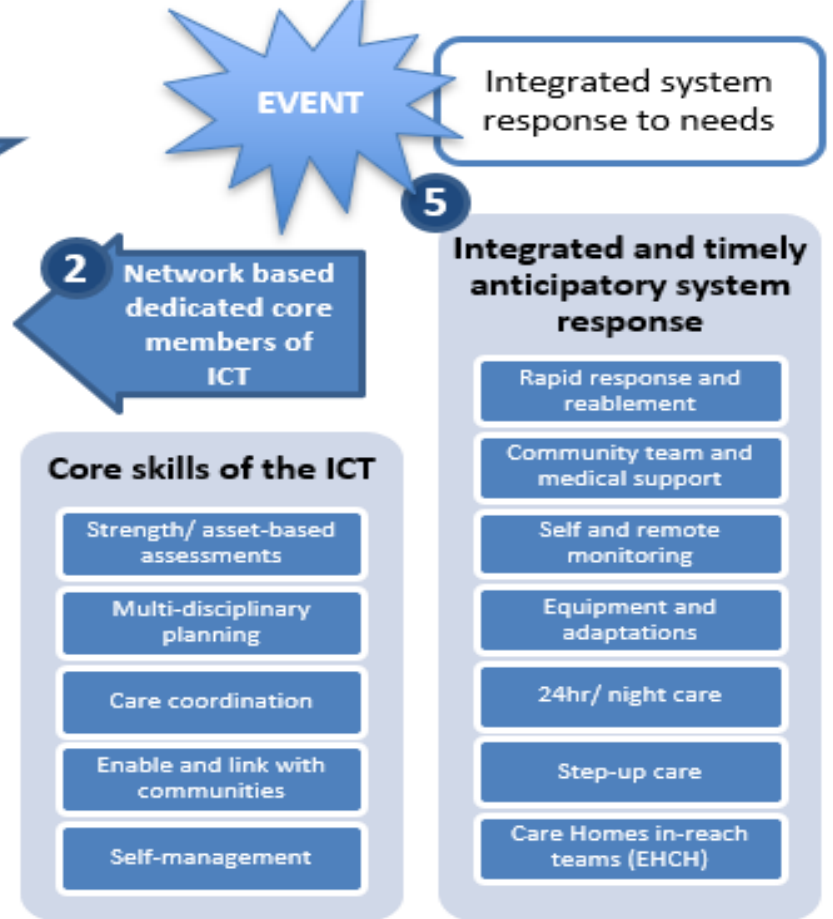 EVENT
Integrated system
response to needs
5
2
Network based
dedicated core
members of
ICT
Core skills of the ICT
Strength/ asset-based
assessments
Multi-disciplinary
planning
Care coordination
Enable and link with
communities
Self-management
Integrated and timely
anticipatory system
response
Rapid response and
reablement
Community team and
medical support
Self and remote
monitoring
Equipment and
adaptations
24hr/ night care
Step-up care
Care Homes in-reach
teams (EHCH)